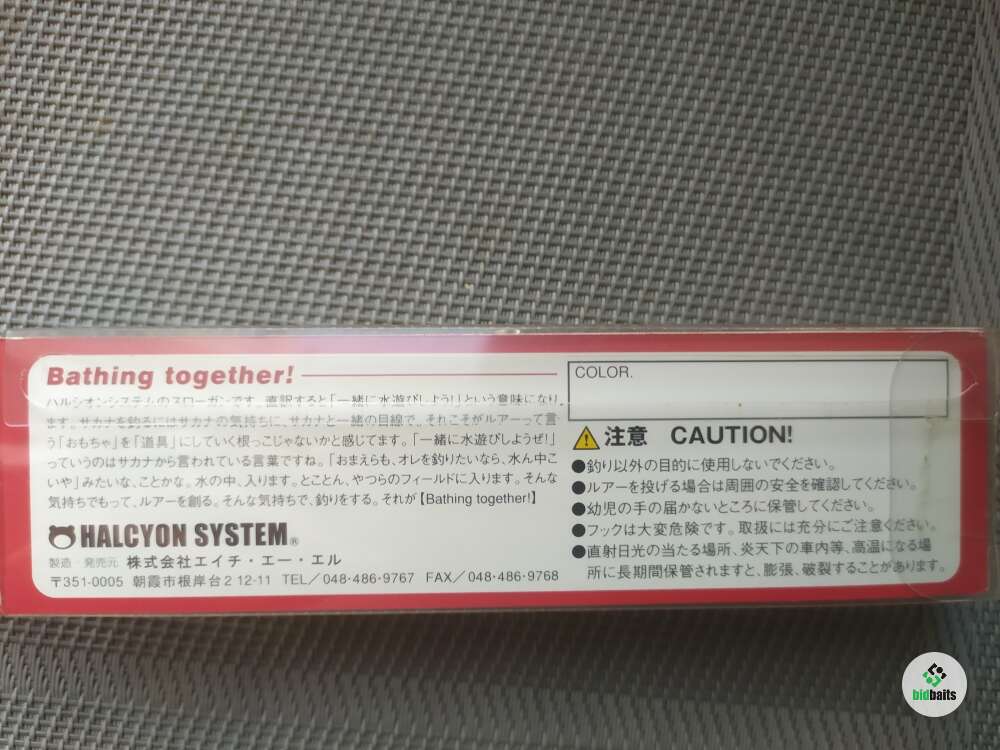 Bathing together!
ハルシオンシステムのスローガンです。直訳すると「一緒に水遊びしよう!」という意味になり
ます。サカナを釣るにはサカナの気持ちに、サカナと一緒の目線で。それこそがルアーって言
う「おもちゃ」を「道具」にしていく根っこじゃないかと感じてます。「一緒に水遊びしようぜ!」
っていうのはサカナから言われている言葉ですね。「おまえらも、オレを釣りたいなら、水ん中こ
いや」みたいな、ことかな。水の中、入ります。とことん、やつらのフィールドに入ります。そんな
気持ちでもって、ルアーを創る。そんな気持ちで、釣りをする。それが【Bathing together!】
HALCYON SYSTEM®
製造・発売元 株式会社エイチ・エー・エル
〒351-0005 朝霞市根岸台2 12-11 TEL/048-486-9767 FAX/048-486-9768
COLOR.
注意 CAUTION!
●釣り以外の目的に使用しないでください。
●ルアーを投げる場合は周囲の安全を確認してください。
●幼児の手の届かないところに保管してください。
●フックは大変危険です。取扱には充分にご注意ください。
●直射日光の当たる場所、炎天下の車内等、高温になる場
所に長期間保管されますと、膨張、破裂することがあります。
bidbaits